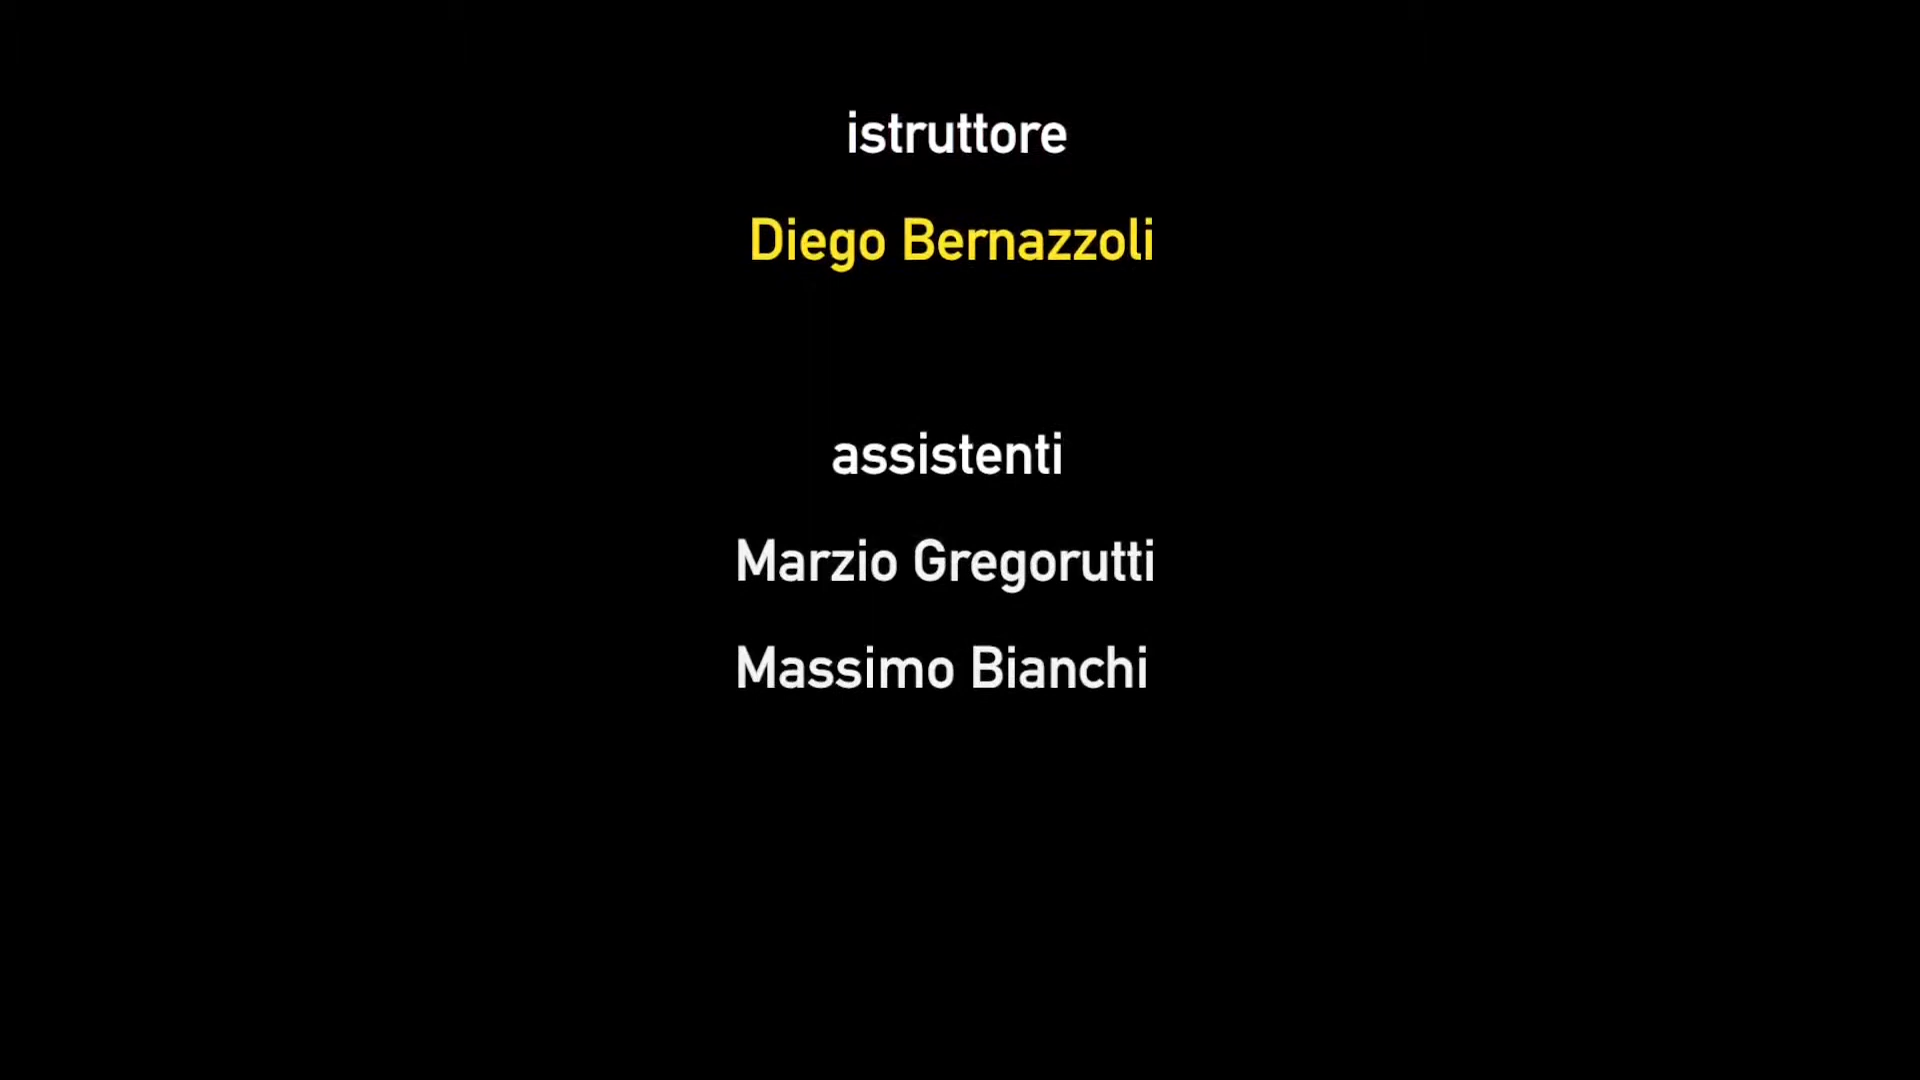 istruttore
Diego Bernazzoli
assistenti
Marzio Gregorutti
Massimo Bianchi